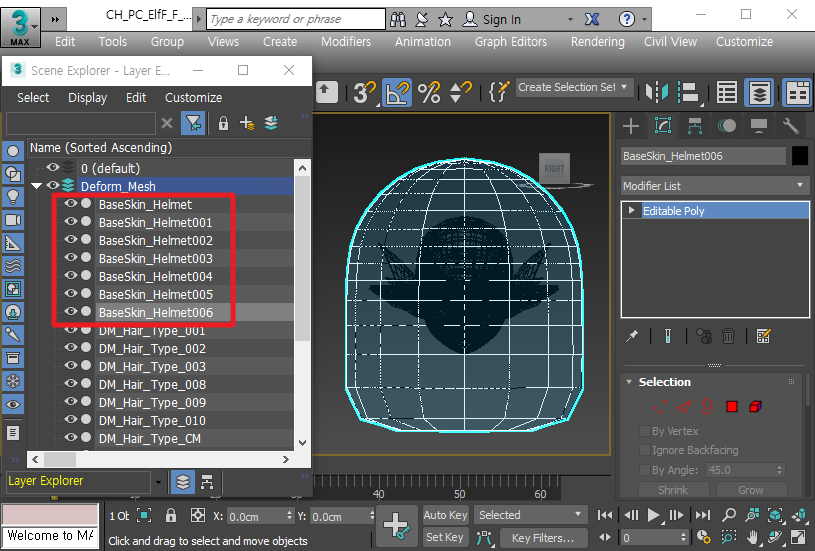 3
MAX
CH_PC_ElfF_F_...
Type a keyword or phrase
Sign In
Edit Tools Group Views Create Modifiers Animation Graph Editors Rendering Civil View Customize
Scene Explorer - Layer E...
Select Display Edit Customize
3 % Create Selection Set
Name (Sorted Ascending)
0 (default)
Deform_Mesh
BaseSkin_Helmet
BaseSkin_Helmet001
BaseSkin_Helmet002
BaseSkin_Helmet003
BaseSkin_Helmet004
BaseSkin_Helmet005
BaseSkin_Helmet006
DM_Hair_Type_001
DM_Hair_Type_002
DM_Hair_Type_003
DM_Hair_Type_008
DM_Hair_Type_009
DM_Hair_Type_010
DM_Hair_Type_CM
Layer Explorer
RIGHT
BaseSkin_Helmet006
Modifier List
Editable Poly
Selection
By Vertex
Ignore Backfacing
By Angle: 45.0
Shrink Grow
40 50 60
1 Ob X: 0.0cm Y: 0.0cm
Auto Key Selected
Set Key Key Filters...
0
Welcome to MA
Click and drag to select and move objects